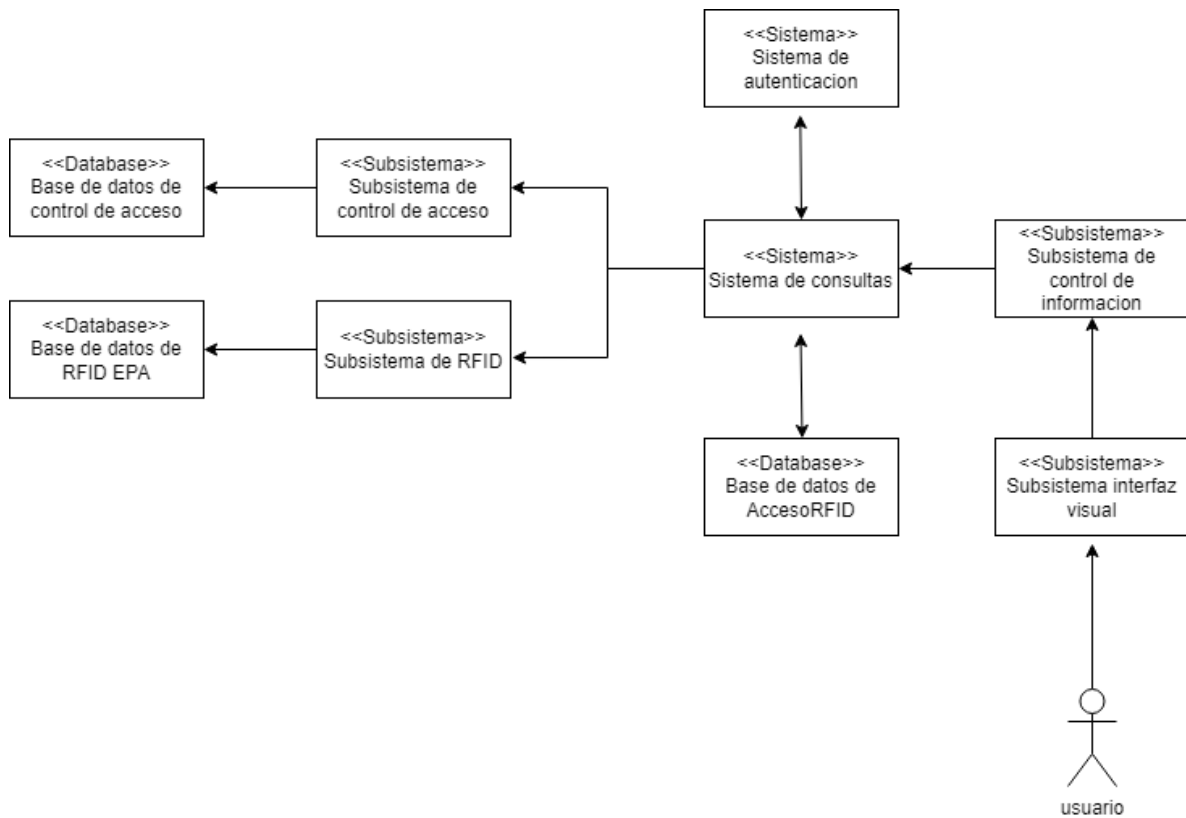 <<Sistema>>
Sistema de
autenticacion
<<Database>>
Base de datos de
control de acceso
<<Subsistema>>
Subsistema de
control de acceso
<<Sistema>>
Sistema de consultas
<<Subsistema>>
Subsistema de
control de
informacion
<<Database>>
Base de datos de
RFID EPA
<<Subsistema>>
Subsistema de RFID
<<Database>>
Base de datos de
AccesoRFID
<<Subsistema>>
Subsistema interfaz
visual
usuario